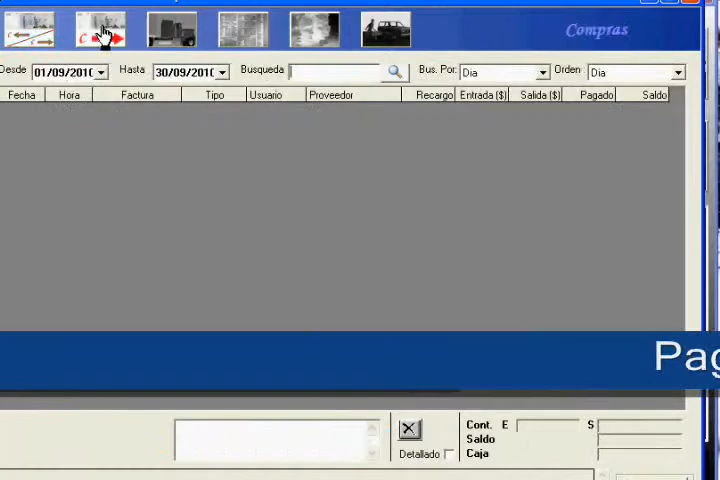 Compras
Desde 01/09/201 Hasta 30/09/201 Busqueda Bus. Por: Dia Orden: Dia
Fecha Hora Factura Tipo Usuario Proveedor Recargo Entrada ($) Salida ($) Pagado Saldo
Pag
Cont. E S
Saldo
Detallado Caja